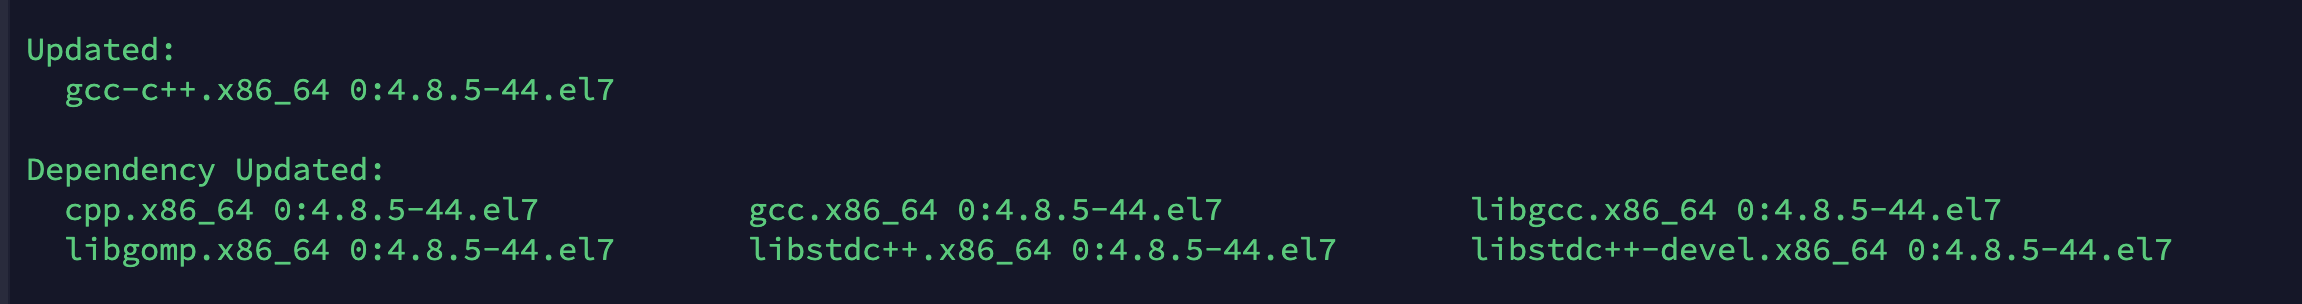 Updated:
gcc-c++.x86_64 0:4.8.5-44.el7
Dependency Updated:
cpp.x86_64 0:4.8.5-44.el7 gcc.x86_64 0:4.8.5-44.el7 libgcc.x86_64 0:4.8.5-44.el7
libgomp.x86_64 0:4.8.5-44.el7 libstdc++.x86_64 0:4.8.5-44.el7 libstdc++-devel.x86_64 0:4.8.5-44.el7